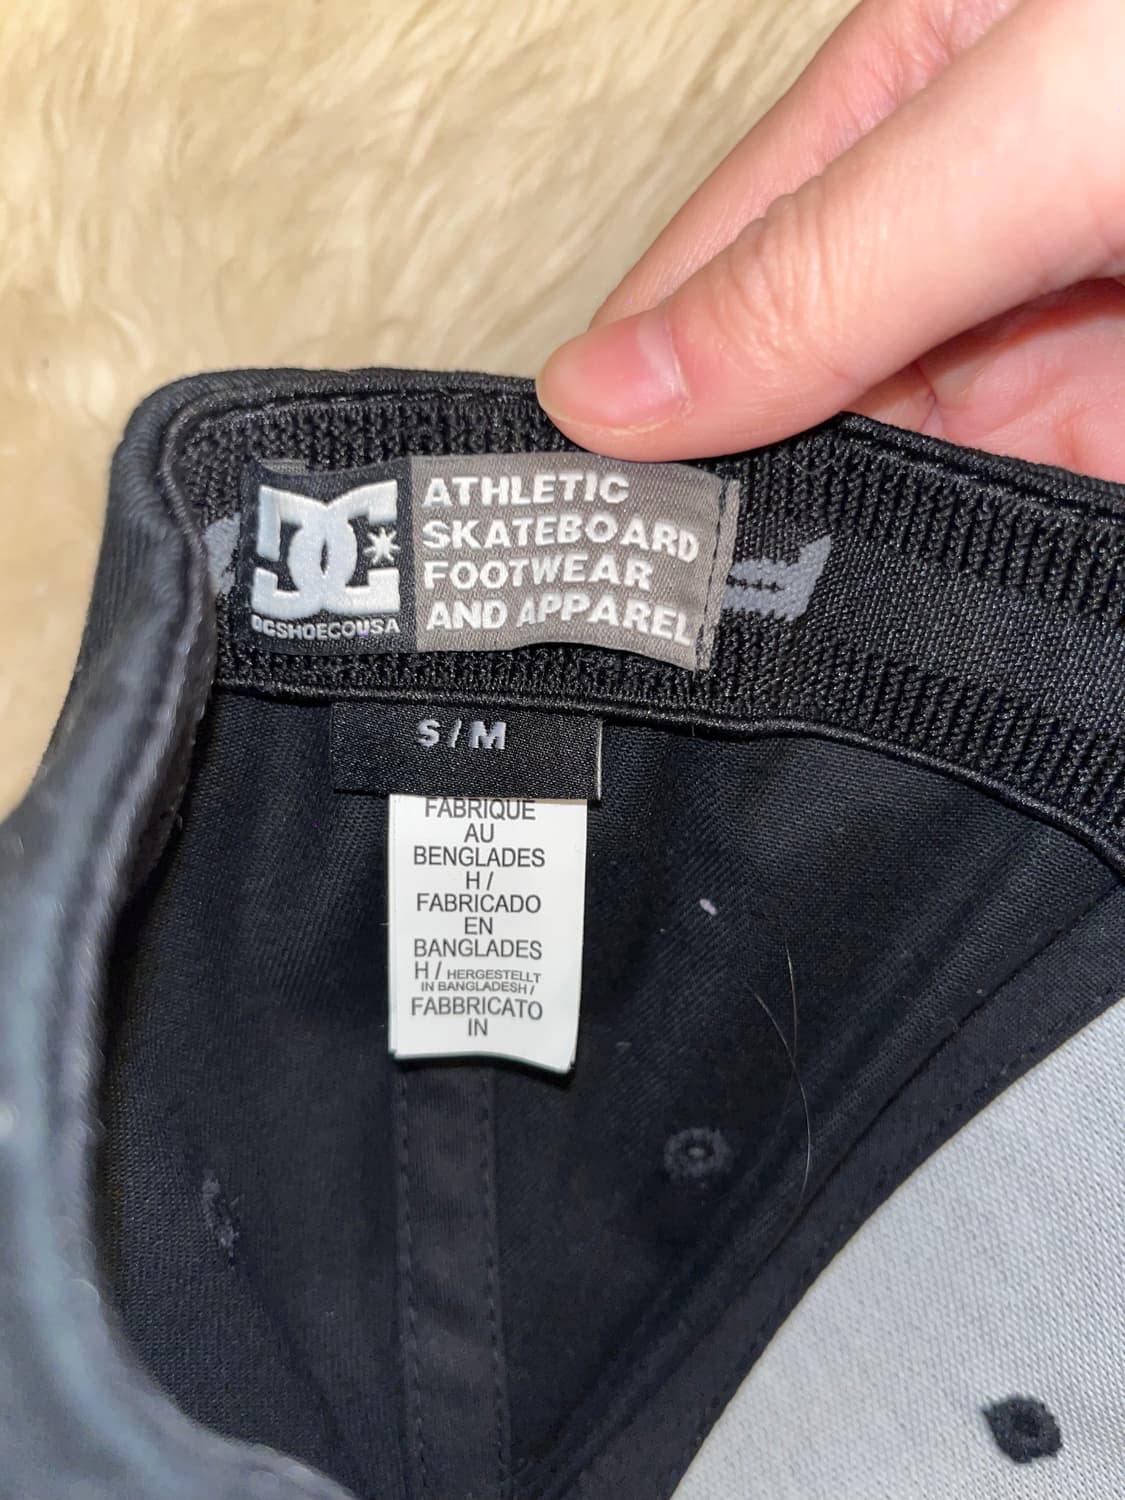 DC
ATHLETIC
SKATEBOARD
FOOTWEAR
AND APPAREL
DCSHOECOUSA
S/M
FABRIQUE
AU
BENGLADES
H/
FABRICADO
EN
BANGLADES
H/ HERGESTELLT
IN BANGLADESH/
FABBRICATO
IN